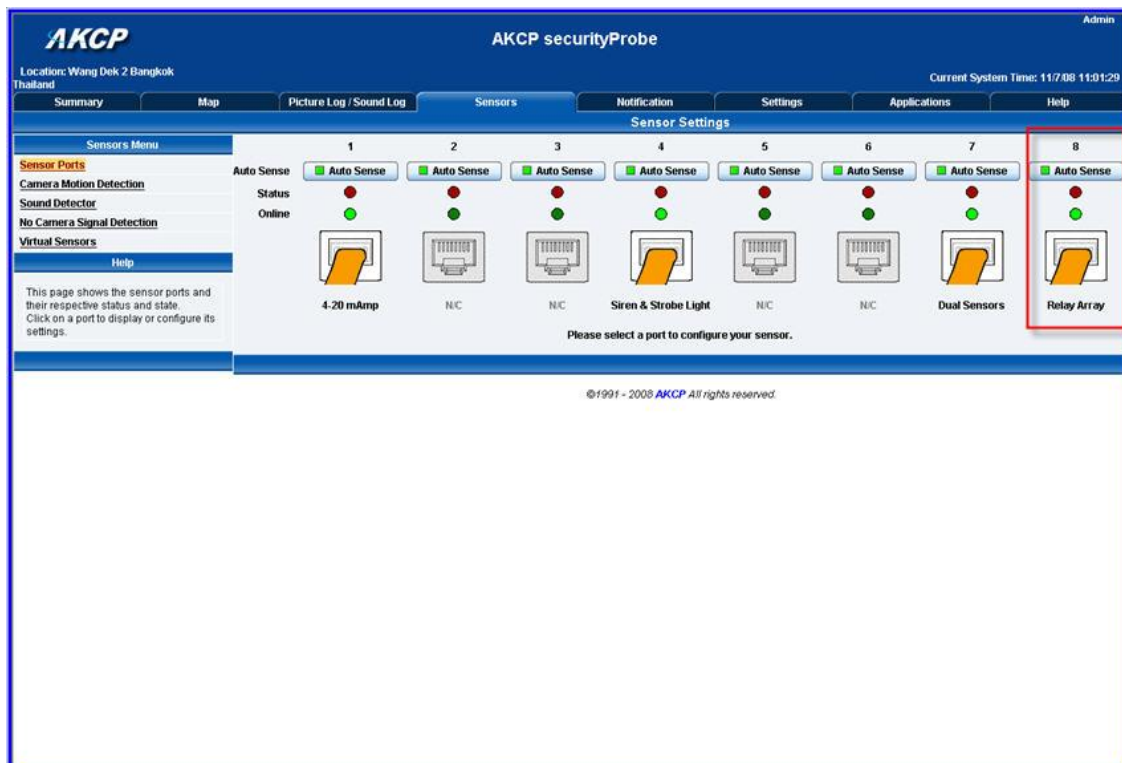 Admin
AKCP
AKCP securityProbe
Location: Wang Dek 2 Bangkok
Thailand
Current System Time: 11/7/08 11:01:29
Summary Map Picture Log / Sound Log Sensors Notification Settings Applications Help
Sensor Settings
Sensors Menu
Sensor Ports
Camera Motion Detection
Sound Detector
No Camera Signal Detection
Virtual Sensors
Help
This page shows the sensor ports and
their respective status and state.
Click on a port to display or configure its
settings.
1 2 3 4 5 6 7 8
Auto Sense Auto Sense Auto Sense Auto Sense Auto Sense Auto Sense Auto Sense Auto Sense Auto Sense
Status
Online
4-20 mAmp N/C N/C Siren & Strobe Light N/C N/C Dual Sensors Relay Array
Please select a port to configure your sensor.
©1991 - 2008 AKCP All rights reserved.